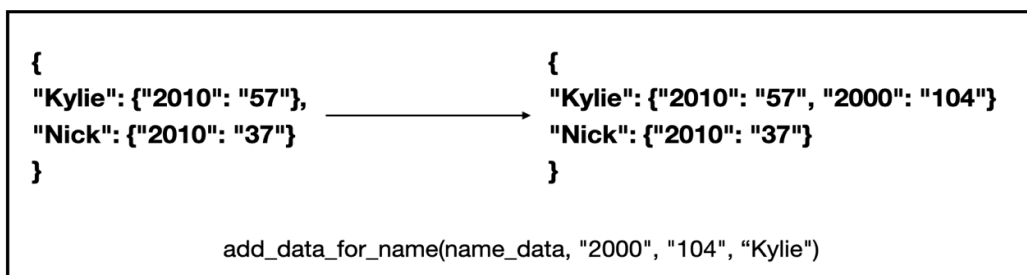 {
"Kylie": {"2010": "57"},
"Nick": {"2010": "37"}
}
{
"Kylie": {"2010": "57", "2000": "104"}
"Nick": {"2010": "37"}
}
add_data_for_name(name_data, "2000", "104", “Kylie")